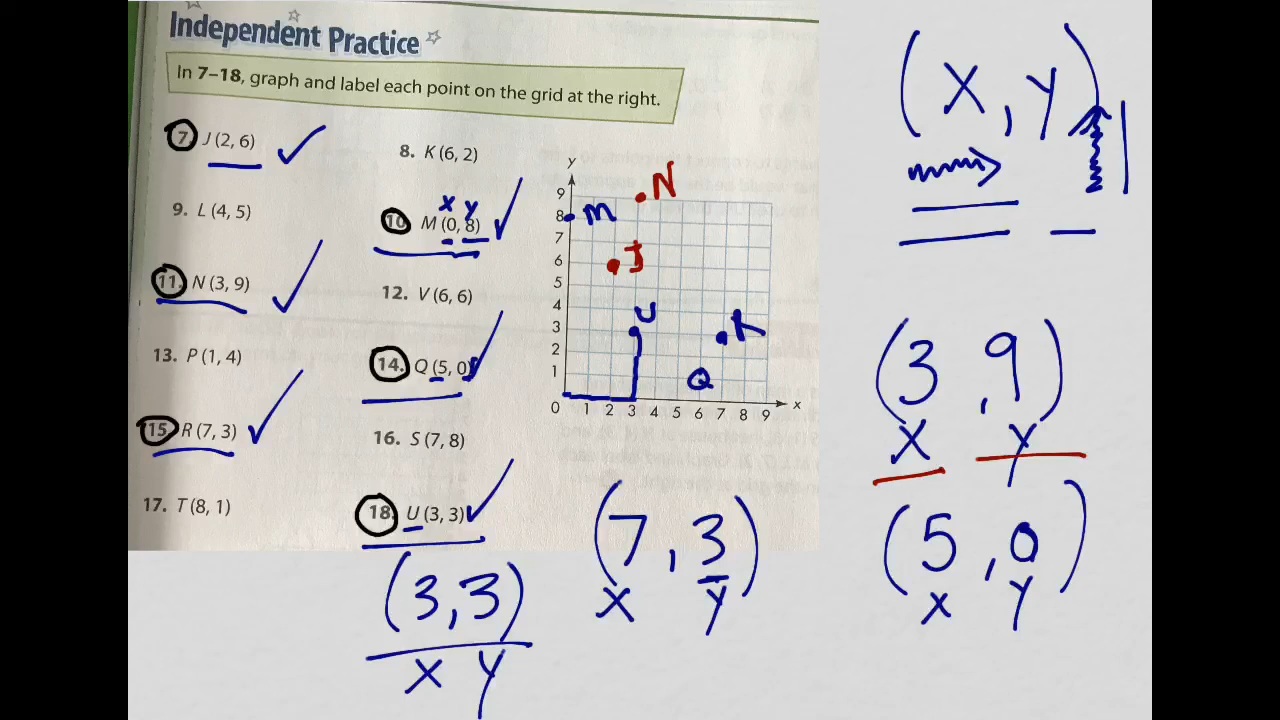 Independent Practice
In 7–18, graph and label each point on the grid at the right.
7. J (2, 6)
8. K (6, 2)
9. L (4, 5)
x y
10. M (0, 8)
11. N (3, 9)
12. V (6, 6)
13. P (1, 4)
14. Q (5, 0)
15. R (7, 3)
16. S (7, 8)
17. T (8, 1)
18. U (3, 3)
y
9
8
7
6
5
4
3
2
1
0 1 2 3 4 5 6 7 8 9 x
N
M
J
U
R
Q
(x, y)
(3, 9)
x y
(5, 0)
x y
(7, 3)
x y
(3, 3)
x y